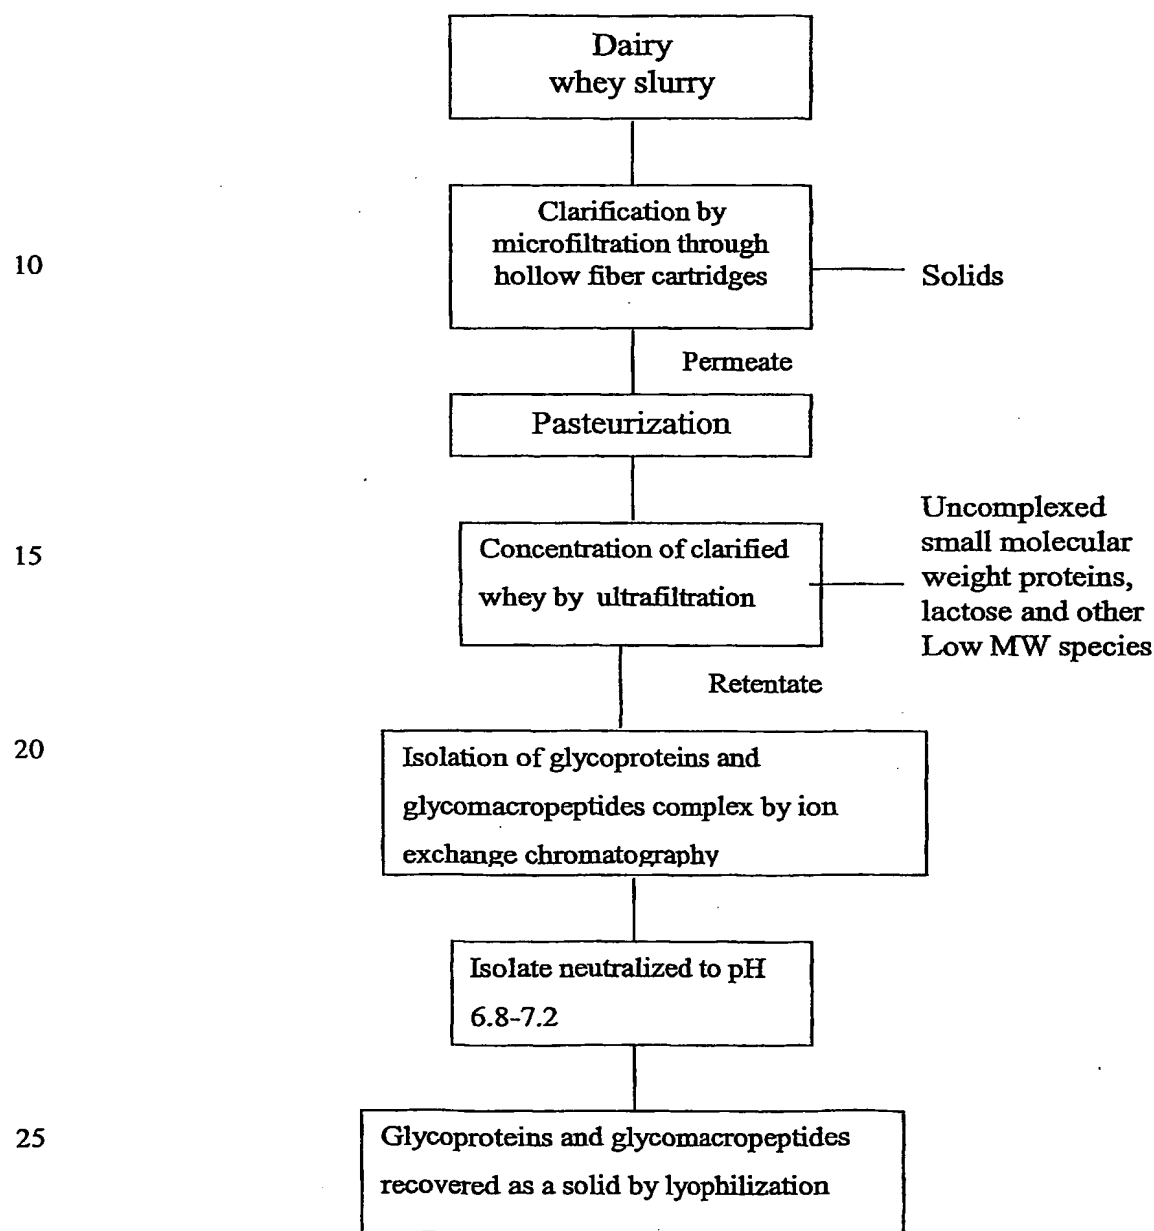 Dairy
whey slurry
Clarification by
microfiltration through
hollow fiber cartridges
10
Solids
Permeate
Pasteurization
Concentration of clarified
whey by ultrafiltration
15
Uncomplexed
small molecular
weight proteins,
lactose and other
Low MW species
Retentate
20
Isolation of glycoproteins and
glycomacropeptides complex by ion
exchange chromatography
Isolate neutralized to pH
6.8-7.2
25
Glycoproteins and glycomacropeptides
recovered as a solid by lyophilization